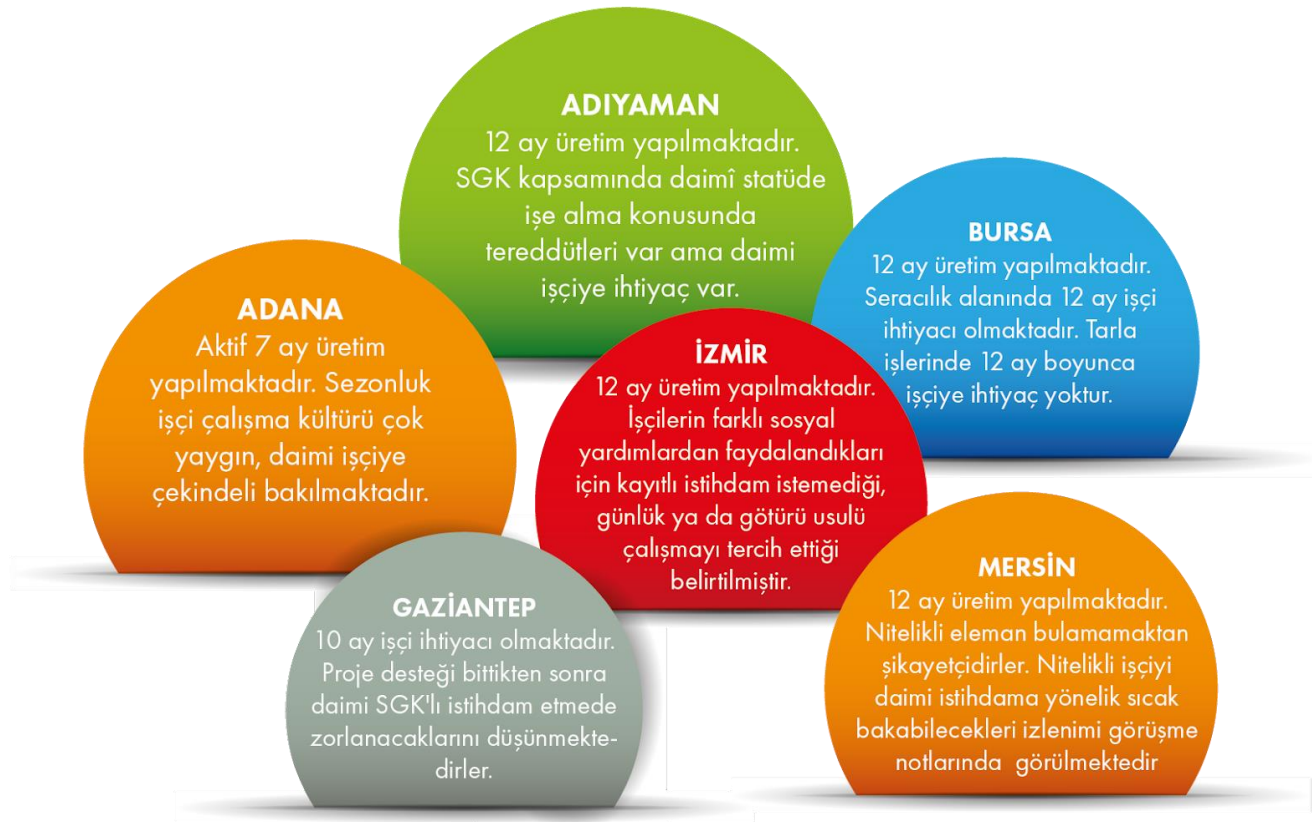 ADIYAMAN
12 ay üretim yapılmaktadır.
SGK kapsamında daimî statüde
işe alma konusunda
tereddütleri var ama daimi
işçiye ihtiyaç var.
BURSA
12 ay üretim yapılmaktadır.
Seracılık alanında 12 ay işçi
ihtiyacı olmaktadır. Tarla
işlerinde 12 ay boyunca
işçiye ihtiyaç yoktur.
ADANA
Aktif 7 ay üretim
yapılmaktadır. Sezonluk
işçi çalışma kültürü çok
yaygın, daimi işçiye
çekindeli bakılmaktadır.
İZMİR
12 ay üretim yapılmaktadır.
İşçilerin farklı sosyal
yardımlardan faydalandıkları
için kayıtlı istihdam istemediği,
günlük ya da götürü usulü
çalışmayı tercih ettiği
belirtilmiştir.
GAZİANTEP
10 ay işçi ihtiyacı olmaktadır.
Proje desteği bittikten sonra
daimi SGK'lı istihdam etmede
zorlanacaklarını düşünmekte-
dirler.
MERSİN
12 ay üretim yapılmaktadır.
Nitelikli eleman bulamamaktan
şikayetçidirler. Nitelikli işçiyi
daimi istihdama yönelik sıcak
bakabilecekleri izlenimi görüşme
notlarında görülmektedir